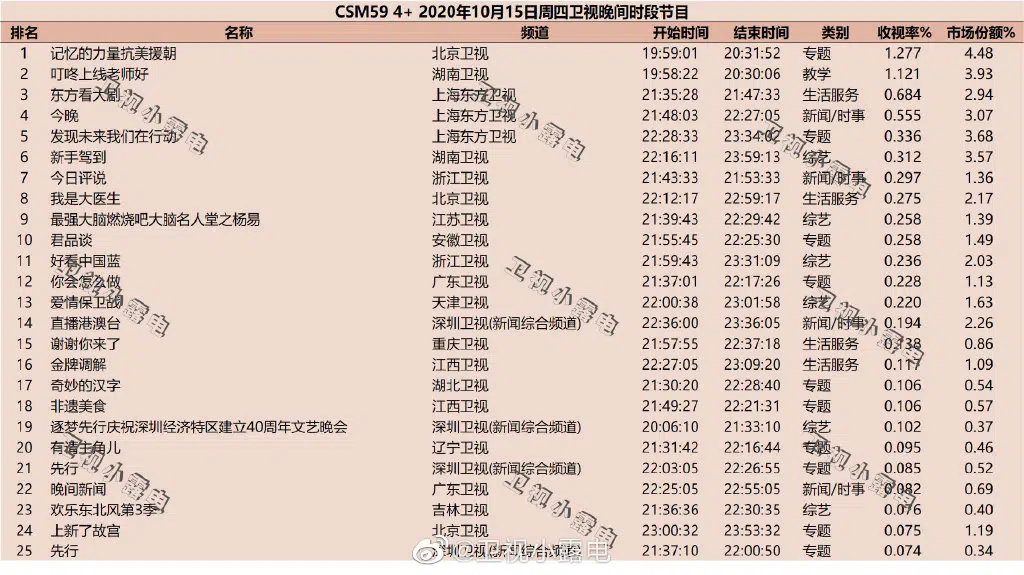 CSM59 4+ 2020年10月15日周四卫视晚间时段节目
排名 名称 频道 开始时间 结束时间 类别 收视率% 市场份额%
1 记忆的力量抗美援朝 北京卫视 19:59:01 20:31:52 专题 1.277 4.48
2 叮咚上线老师好 湖南卫视 19:58:22 20:30:06 教学 1.121 3.93
3 东方看大剧 上海东方卫视 21:35:28 21:47:33 生活服务 0.684 2.94
4 今晚 上海东方卫视 21:48:03 22:27:05 新闻/时事 0.555 3.07
5 发现未来我们在行动 上海东方卫视 22:28:33 23:34:02 专题 0.336 3.68
6 新手驾到 湖南卫视 22:16:11 23:59:13 综艺 0.312 3.57
7 今日评说 浙江卫视 21:43:33 21:53:33 新闻/时事 0.297 1.36
8 我是大医生 北京卫视 22:12:17 22:59:17 生活服务 0.275 2.17
9 最强大脑燃烧吧大脑名人堂之杨易 江苏卫视 21:39:43 22:29:42 综艺 0.258 1.39
10 君品谈 安徽卫视 21:55:45 22:25:30 专题 0.258 1.49
11 好看中国蓝 浙江卫视 21:59:43 23:31:09 综艺 0.236 2.03
12 你会怎么做 广东卫视 21:37:01 22:17:26 专题 0.228 1.13
13 爱情保卫战 天津卫视 22:00:38 23:01:58 综艺 0.220 1.63
14 直播港澳台 深圳卫视(新闻综合频道) 22:36:00 23:36:05 新闻/时事 0.194 2.26
15 谢谢你来了 重庆卫视 21:57:55 22:37:18 生活服务 0.138 0.86
16 金牌调解 江西卫视 22:27:05 23:09:20 生活服务 0.117 1.09
17 奇妙的汉字 湖北卫视 21:30:20 22:28:40 专题 0.106 0.54
18 非遗美食 江西卫视 21:49:27 22:21:31 专题 0.106 0.57
19 逐梦先行庆祝深圳经济特区建立40周年文艺晚会 深圳卫视(新闻综合频道) 20:06:10 21:33:10 综艺 0.102 0.37
20 有请主角儿 辽宁卫视 21:31:42 22:16:44 专题 0.095 0.46
21 先行 深圳卫视(新闻综合频道) 22:03:05 22:26:55 专题 0.085 0.52
22 晚间新闻 广东卫视 22:25:05 22:55:05 新闻/时事 0.082 0.69
23 欢乐东北风第3季 吉林卫视 21:36:36 22:30:35 综艺 0.076 0.40
24 上新了故宫 北京卫视 23:00:32 23:53:32 专题 0.075 1.19
25 先行 深圳卫视(新闻综合频道) 21:37:10 22:00:50 专题 0.074 0.34
卫视小露电
卫视小露电
卫视小露电
卫视小露电
卫视小露电
卫视小露电
卫视小露电
卫视小露电
@卫视小露电